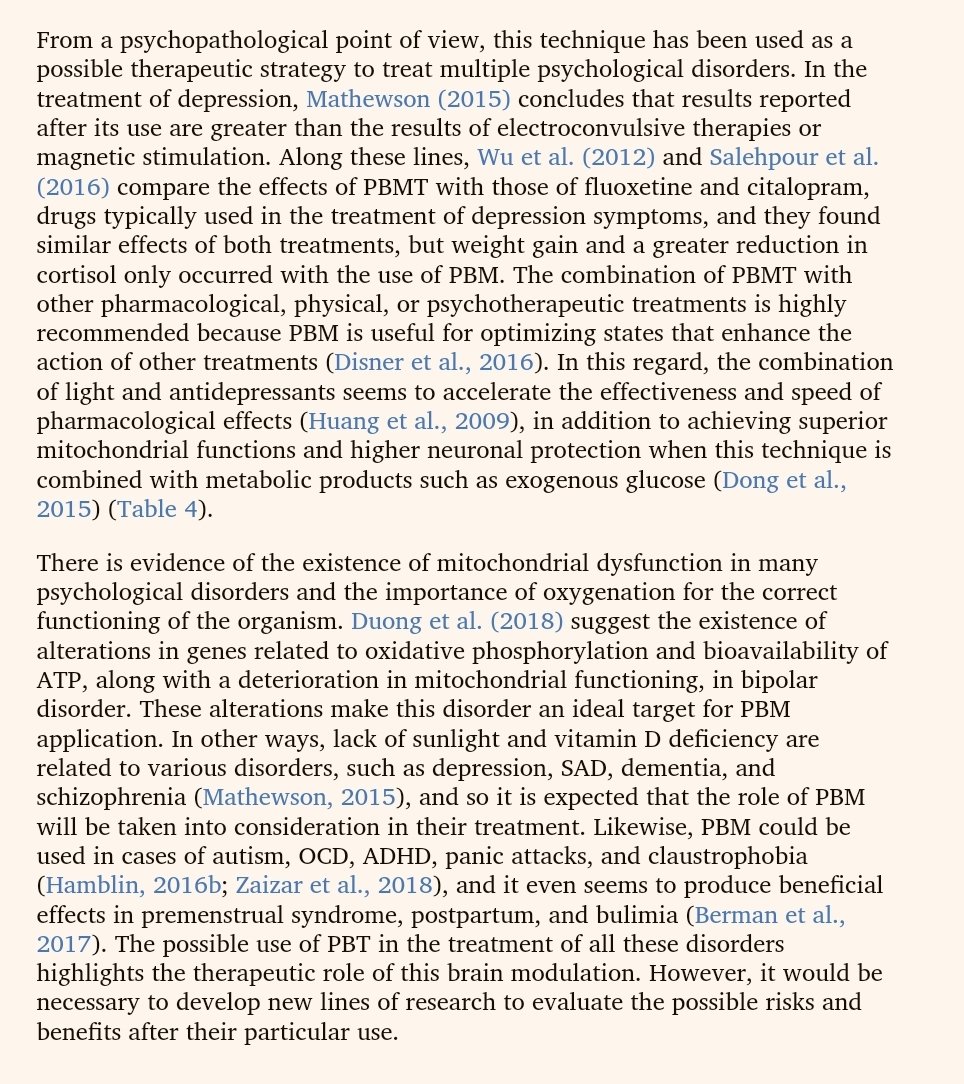 From a psychopathological point of view, this technique has been used as a
possible therapeutic strategy to treat multiple psychological disorders. In the
treatment of depression, Mathewson (2015) concludes that results reported
after its use are greater than the results of electroconvulsive therapies or
magnetic stimulation. Along these lines, Wu et al. (2012) and Salehpour et al.
(2016) compare the effects of PBMT with those of fluoxetine and citalopram,
drugs typically used in the treatment of depression symptoms, and they found
similar effects of both treatments, but weight gain and a greater reduction in
cortisol only occurred with the use of PBM. The combination of PBMT with
other pharmacological, physical, or psychotherapeutic treatments is highly
recommended because PBM is useful for optimizing states that enhance the
action of other treatments (Disner et al., 2016). In this regard, the combination
of light and antidepressants seems to accelerate the effectiveness and speed of
pharmacological effects (Huang et al., 2009), in addition to achieving superior
mitochondrial functions and higher neuronal protection when this technique is
combined with metabolic products such as exogenous glucose (Dong et al.,
2015) (Table 4).
There is evidence of the existence of mitochondrial dysfunction in many
psychological disorders and the importance of oxygenation for the correct
functioning of the organism. Duong et al. (2018) suggest the existence of
alterations in genes related to oxidative phosphorylation and bioavailability of
ATP, along with a deterioration in mitochondrial functioning, in bipolar
disorder. These alterations make this disorder an ideal target for PBM
application. In other ways, lack of sunlight and vitamin D deficiency are
related to various disorders, such as depression, SAD, dementia, and
schizophrenia (Mathewson, 2015), and so it is expected that the role of PBM
will be taken into consideration in their treatment. Likewise, PBM could be
used in cases of autism, OCD, ADHD, panic attacks, and claustrophobia
(Hamblin, 2016b; Zaizar et al., 2018), and it even seems to produce beneficial
effects in premenstrual syndrome, postpartum, and bulimia (Berman et al.,
2017). The possible use of PBT in the treatment of all these disorders
highlights the therapeutic role of this brain modulation. However, it would be
necessary to develop new lines of research to evaluate the possible risks and
benefits after their particular use.